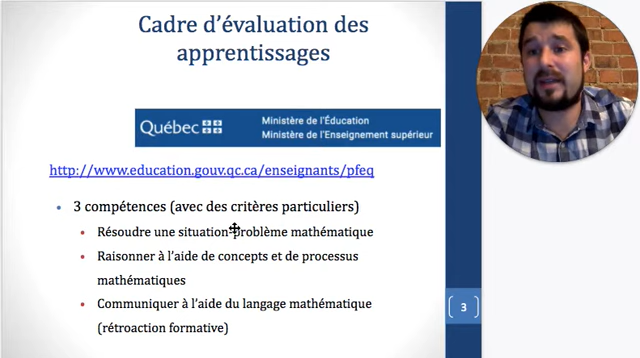 Cadre d'évaluation des
apprentissages
Québec
Ministère de l'Éducation
Ministère de l'Enseignement supérieur
http://www.education.gouv.qc.ca/enseignants/pfeq
• 3 compétences (avec des critères particuliers)
• Résoudre une situation-problème mathématique
• Raisonner à l'aide de concepts et de processus
mathématiques
• Communiquer à l'aide du langage mathématique
(rétroaction formative)
3